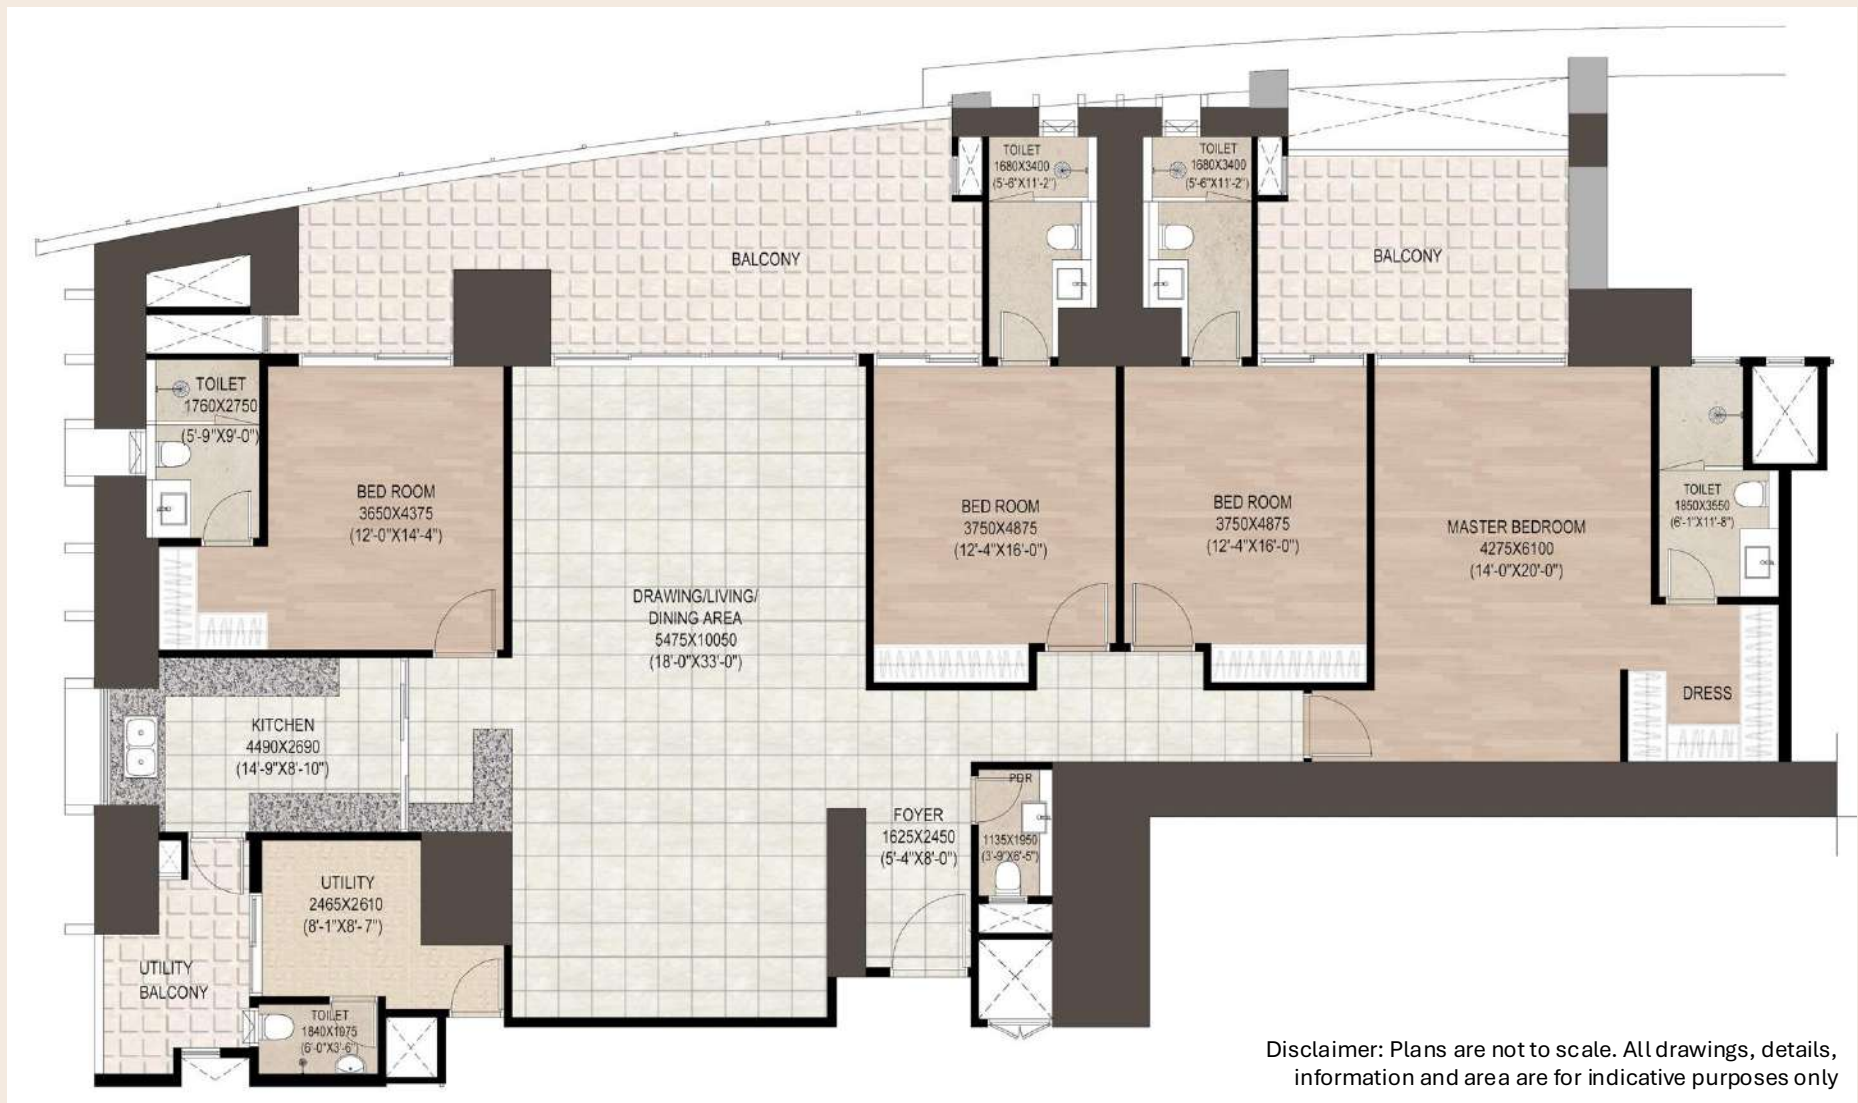 TOILET
1680X3400
(5'-6"X11'-2")
TOILET
1680X3400
(5'-6"X11'-2")
BALCONY
BALCONY
TOILET
1760X2750
(5'-9"X9'-0")
BED ROOM
3650X4375
(12'-0"X14'-4")
BED ROOM
3750X4875
(12'-4"X16'-0")
BED ROOM
3750X4875
(12'-4"X16'-0")
MASTER BEDROOM
4275X6100
(14'-0"X20'-0")
TOILET
1850X3550
(6'-1"X11'-8")
DRAWING/LIVING/
DINING AREA
5475X10050
(18'-0"X33'-0")
DRESS
KITCHEN
4490X2690
(14'-9"X8'-10")
PDR
1135X1950
(3'-9"X6'-5")
FOYER
1625X2450
(5'-4"X8'-0")
UTILITY
2465X2610
(8'-1"X8'-7")
UTILITY
BALCONY
TOILET
1840X1075
(6'-0"X3'-6")
Disclaimer: Plans are not to scale. All drawings, details,
information and area are for indicative purposes only